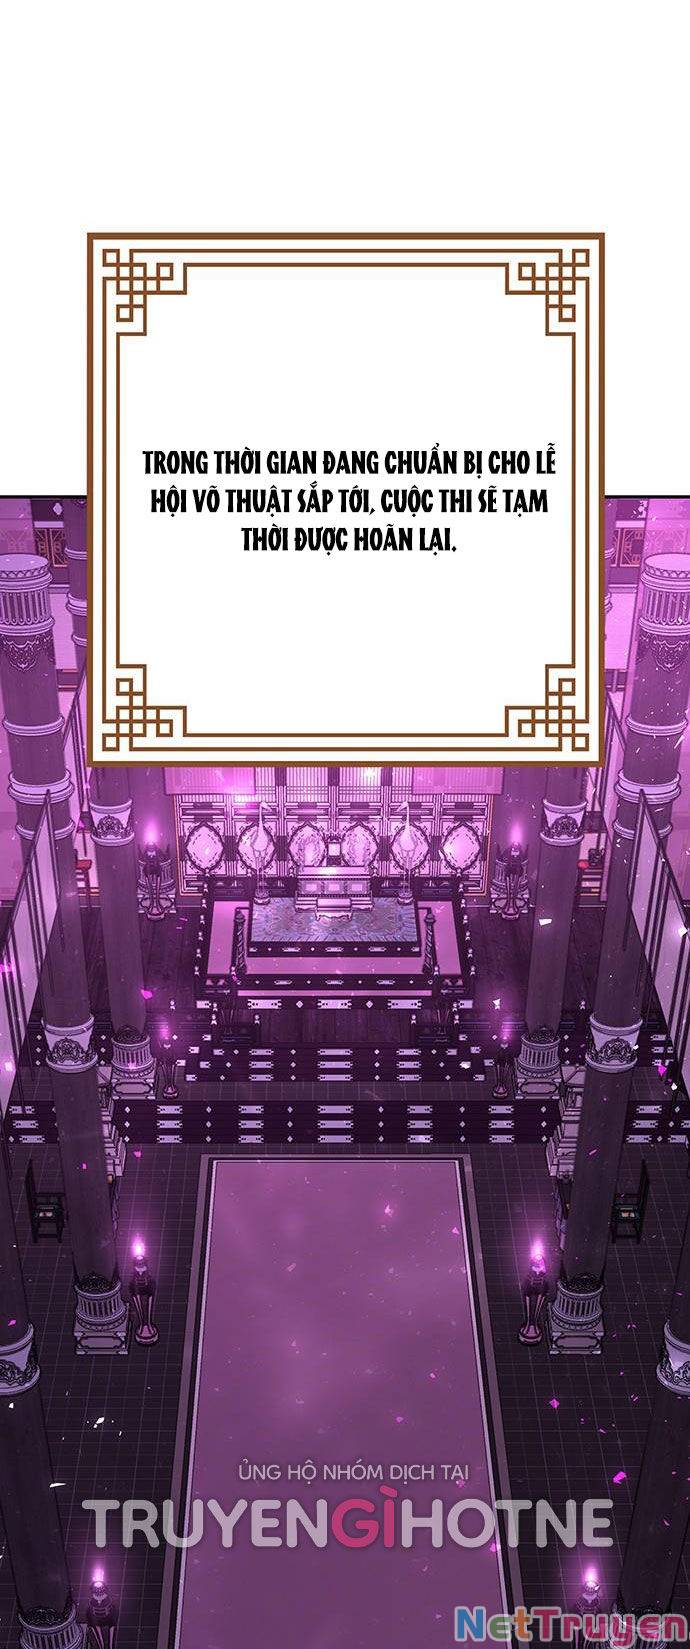 TRONG THỜI GIAN ĐANG CHUẨN BỊ CHO LỄ
HỘI VÕ THUẬT SẮP TỚI, CUỘC THI SẼ TẠM
THỜI ĐƯỢC HOÃN LẠI.
ỦNG HỘ NHÓM DỊCH TẠI
TRUYENGÌHOTNE
NetTruyen